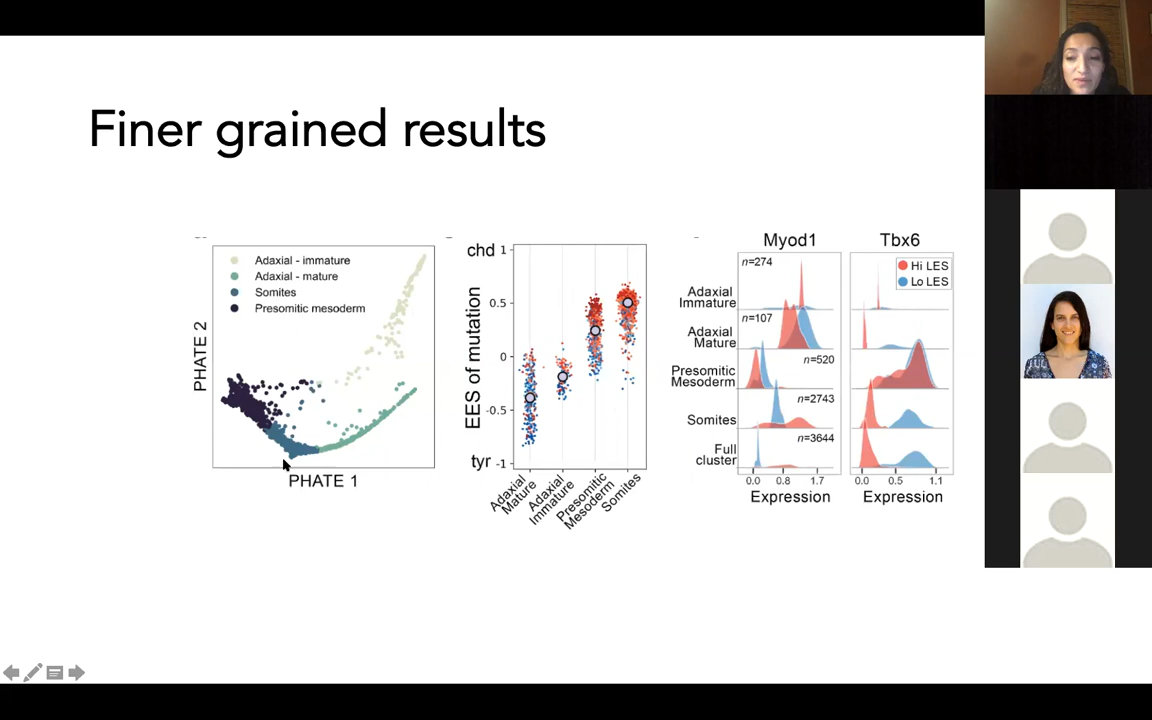 Finer grained results
Adaxial - immature
Adaxial - mature
Somites
Presomitic mesoderm
PHATE 2
PHATE 1
chd 1
0.5
0
-0.5
tyr -1
EES of mutation
Adaxial
Mature
Adaxial
Immature
Presomitic
Mesoderm
Somites
Myod1
Tbx6
n=274
Hi LES
Lo LES
Adaxial
Immature
n=107
Adaxial
Mature
n=520
Presomitic
Mesoderm
n=2743
Somites
n=3644
Full
cluster
0.0 0.8 1.7
0.0 0.5 1.1
Expression
Expression